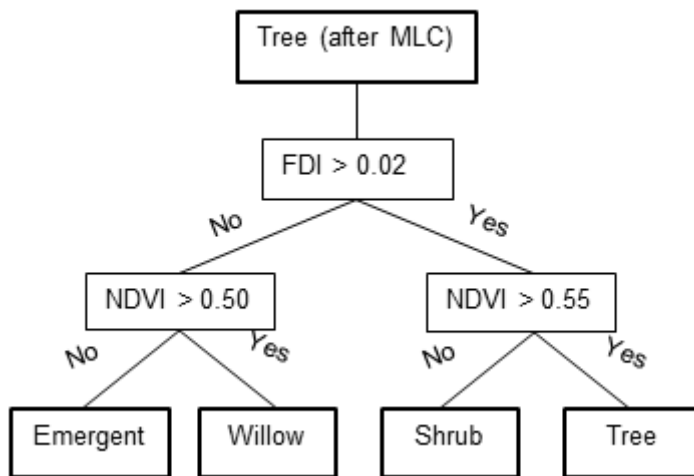 Tree (after MLC)
FDI > 0.02
No
Yes
NDVI > 0.50
NDVI > 0.55
No
Yes
No
Yes
Emergent
Willow
Shrub
Tree